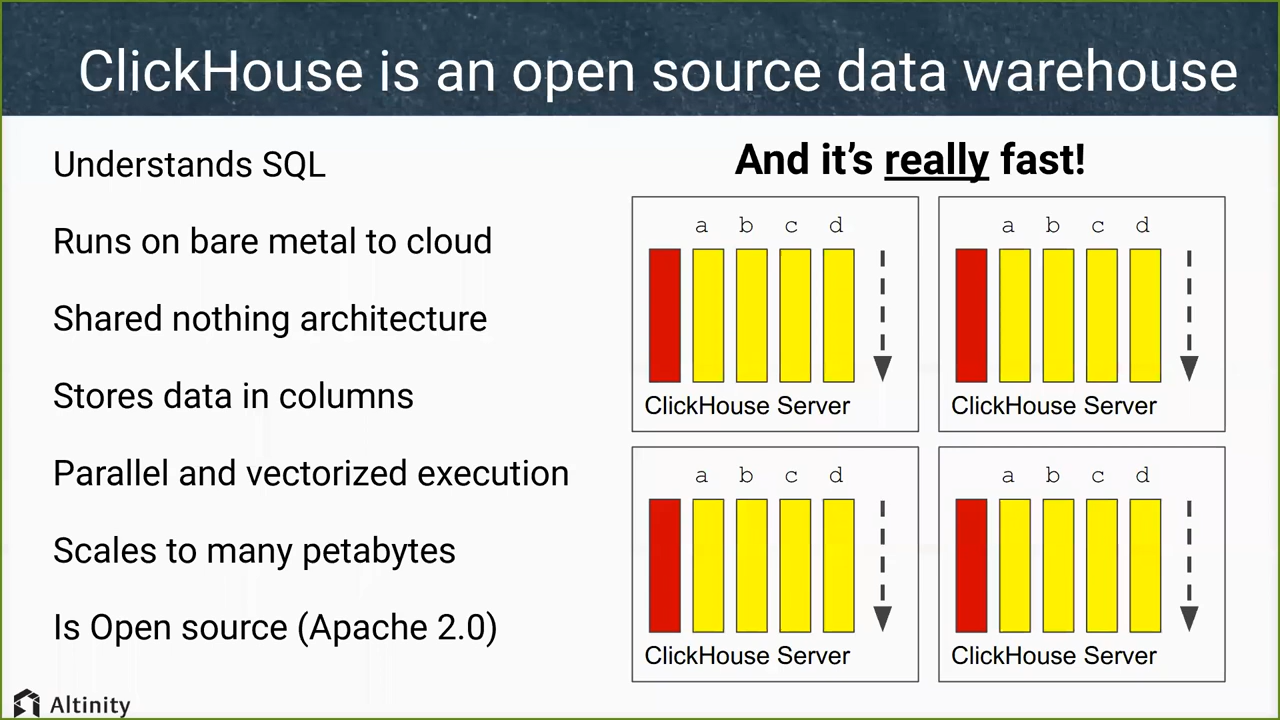 ClickHouse is an open source data warehouse
Understands SQL
Runs on bare metal to cloud
Shared nothing architecture
Stores data in columns
Parallel and vectorized execution
Scales to many petabytes
Is Open source (Apache 2.0)
And it's really fast!
a b c d
ClickHouse Server
a b c d
ClickHouse Server
a b c d
ClickHouse Server
a b c d
ClickHouse Server
Altinity